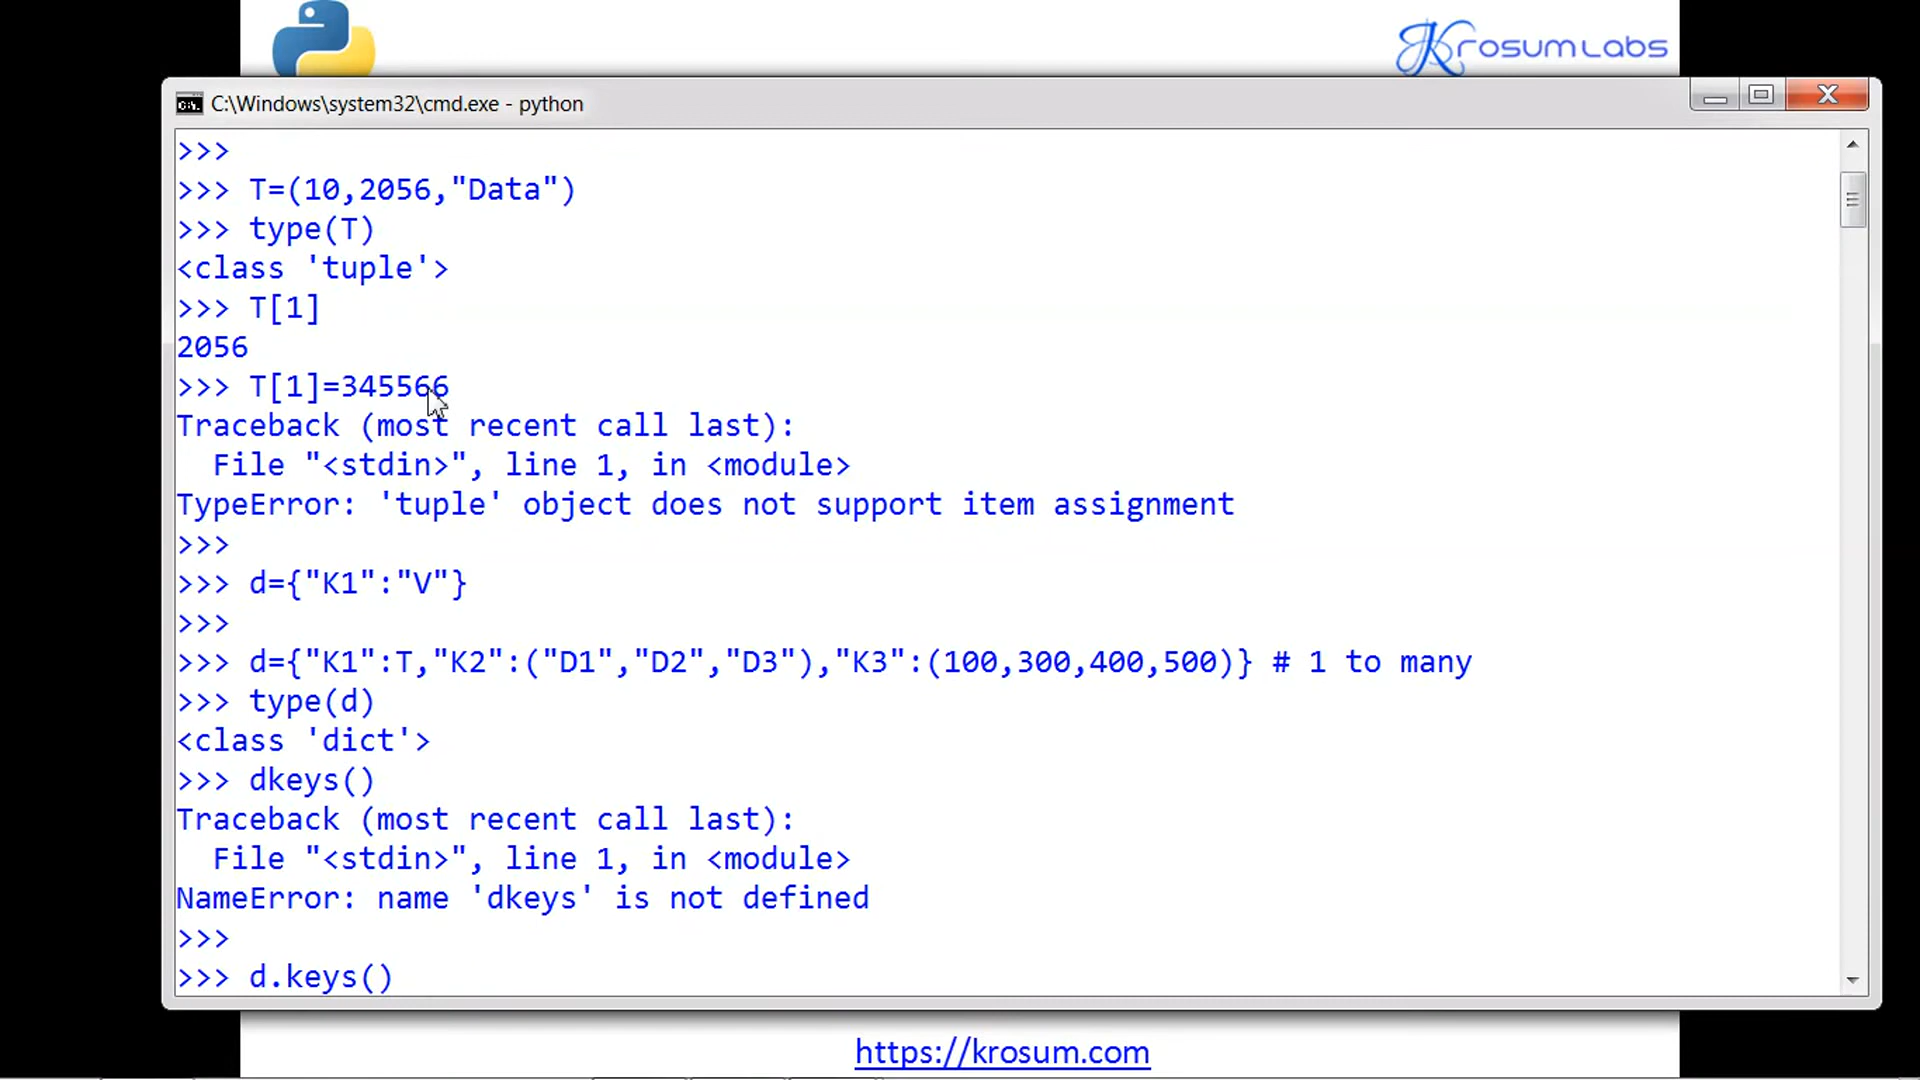 Krosum Labs
C:\Windows\system32\cmd.exe - python
>>>
>>> T=(10,2056,"Data")
>>> type(T)
<class 'tuple'>
>>> T[1]
2056
>>> T[1]=345566
Traceback (most recent call last):
  File "<stdin>", line 1, in <module>
TypeError: 'tuple' object does not support item assignment
>>>
>>> d={"K1":"V"}
>>>
>>> d={"K1":T,"K2":("D1","D2","D3"),"K3":(100,300,400,500)} # 1 to many
>>> type(d)
<class 'dict'>
>>> dkeys()
Traceback (most recent call last):
  File "<stdin>", line 1, in <module>
NameError: name 'dkeys' is not defined
>>>
>>> d.keys()
https://krosum.com